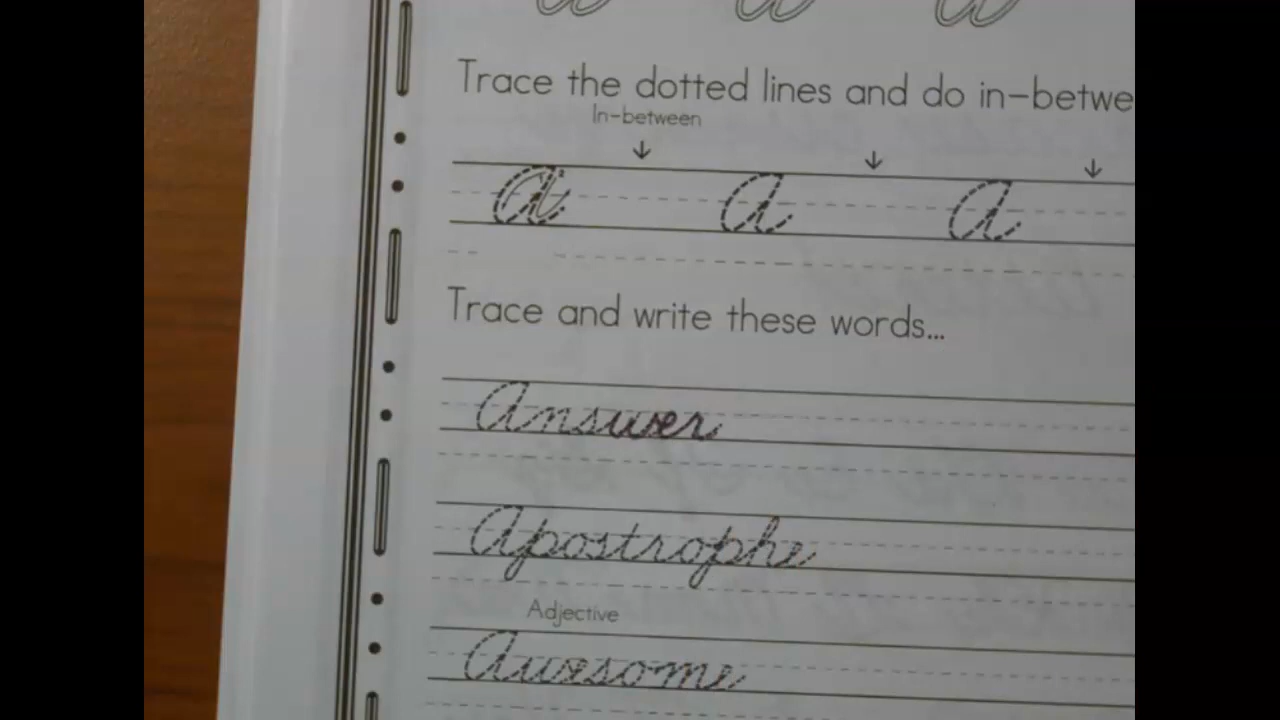 a a a
Trace the dotted lines and do in-betwe
In-between
a a a
Trace and write these words...
Answer
Apostrophe
Adjective
Awesome